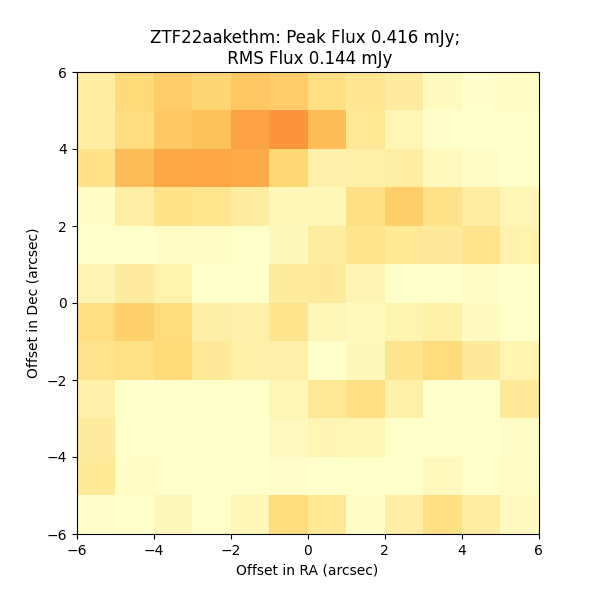 ZTF22aakethm: Peak Flux 0.416 mJy;
RMS Flux 0.144 mJy
6
4
2
0
−2
−4
−6
Offset in Dec (arcsec)
−6 −4 −2 0 2 4 6
Offset in RA (arcsec)